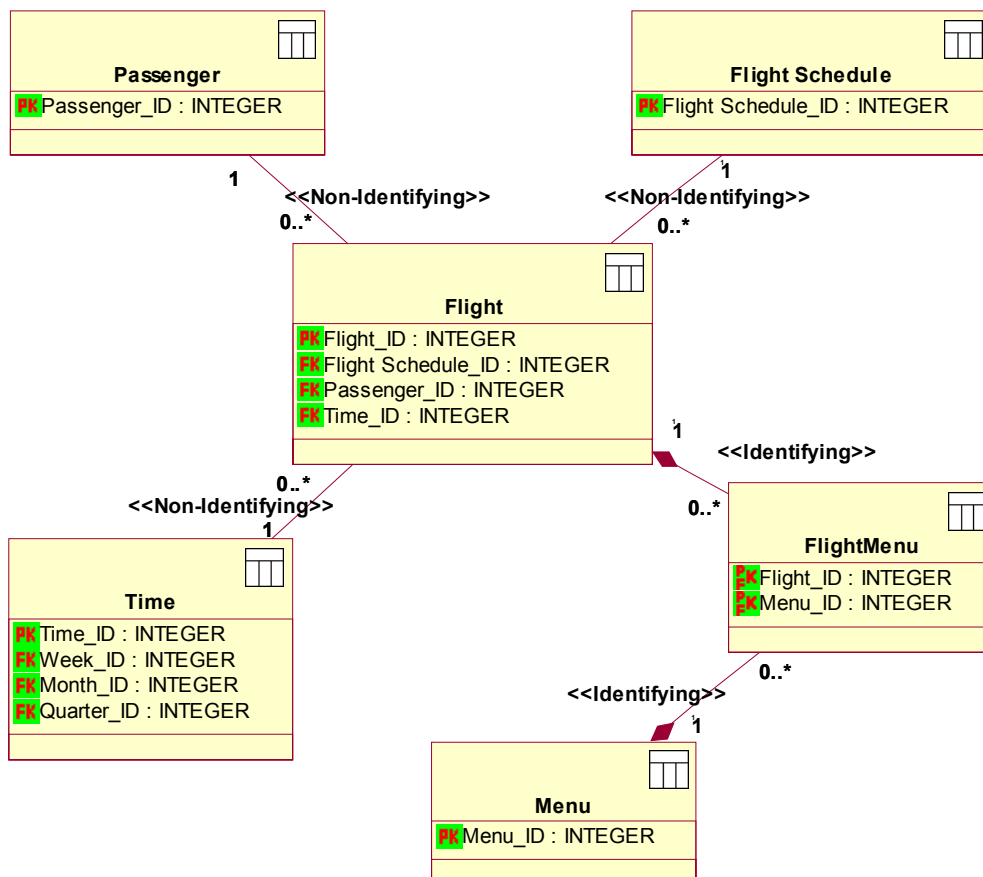 Passenger
PK Passenger_ID : INTEGER
Flight Schedule
PK Flight Schedule_ID : INTEGER
1
<<Non-Identifying>>
0..*
1
<<Non-Identifying>>
0..*
Flight
PK Flight_ID : INTEGER
FK Flight Schedule_ID : INTEGER
FK Passenger_ID : INTEGER
FK Time_ID : INTEGER
1
<<Identifying>>
0..*
0..*
<<Non-Identifying>>
1
FlightMenu
PFK Flight_ID : INTEGER
PFK Menu_ID : INTEGER
Time
PK Time_ID : INTEGER
FK Week_ID : INTEGER
FK Month_ID : INTEGER
FK Quarter_ID : INTEGER
0..*
<<Identifying>>
1
Menu
PK Menu_ID : INTEGER